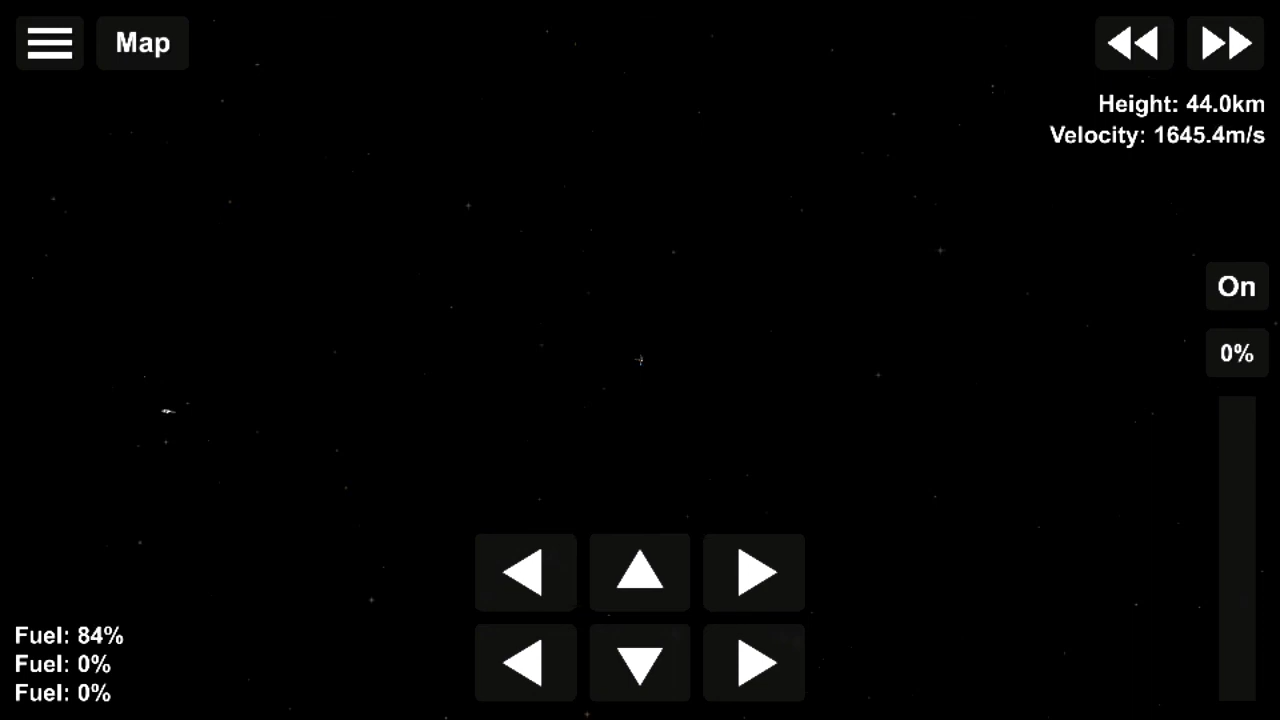 Map
Height: 44.0km
Velocity: 1645.4m/s
On
0%
Fuel: 84%
Fuel: 0%
Fuel: 0%